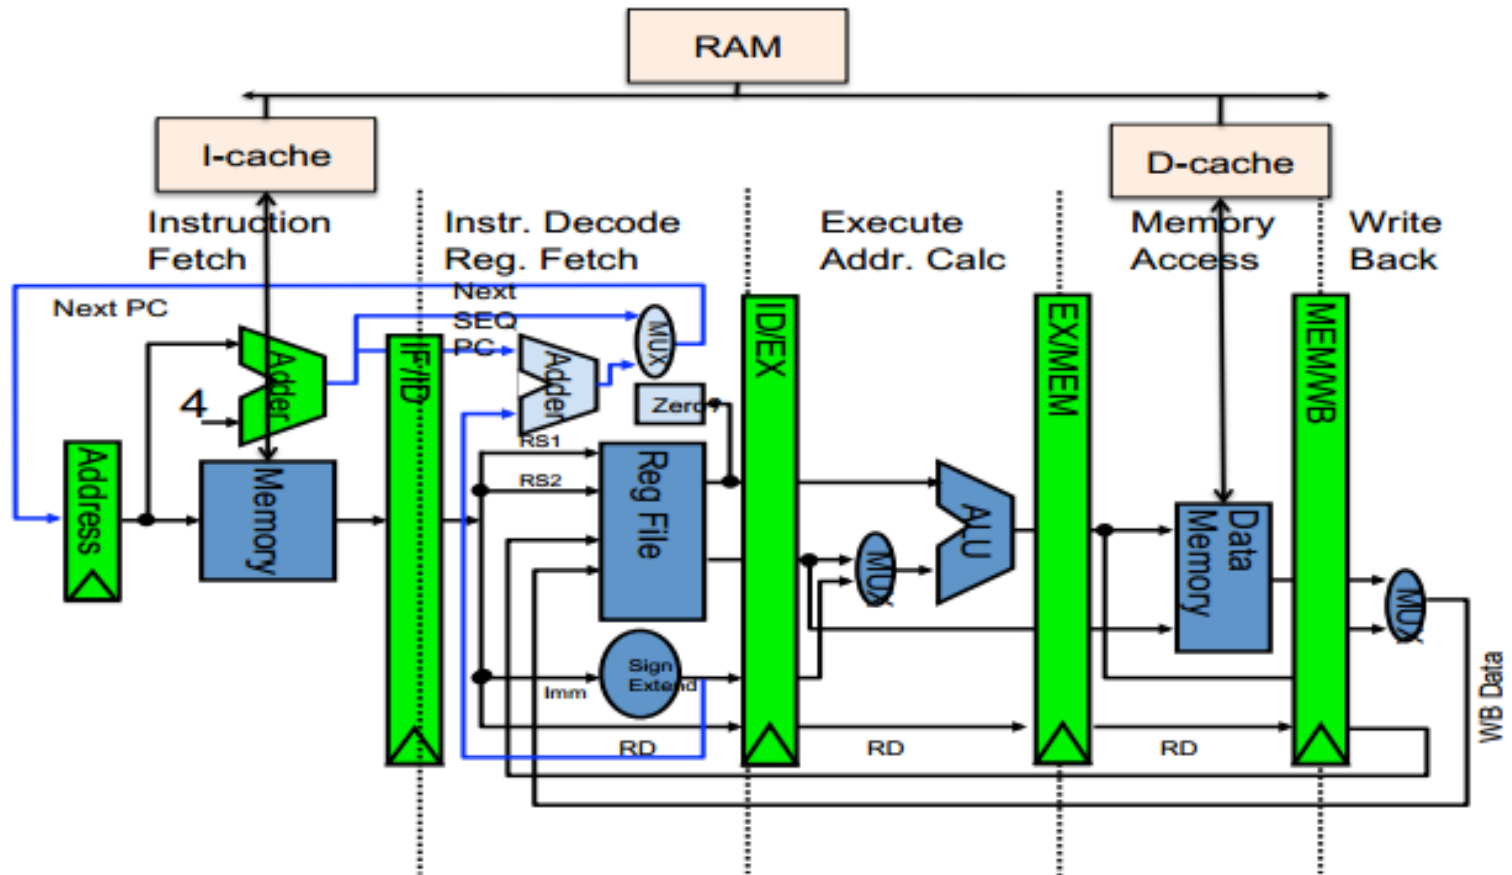 RAM
I-cache
D-cache
Instruction
Fetch
Instr. Decode
Reg. Fetch
Execute
Addr. Calc
Memory
Access
Write
Back
Next PC
Next
SEQ
PC
Adder
4
Address
Memory
IF/ID
Adder
MUX
Zero?
RS1
RS2
Reg File
Sign
Extend
Imm
RD
ID/EX
MUX
ALU
RD
EX/MEM
Data
Memory
RD
MEM/WB
MUX
WB Data